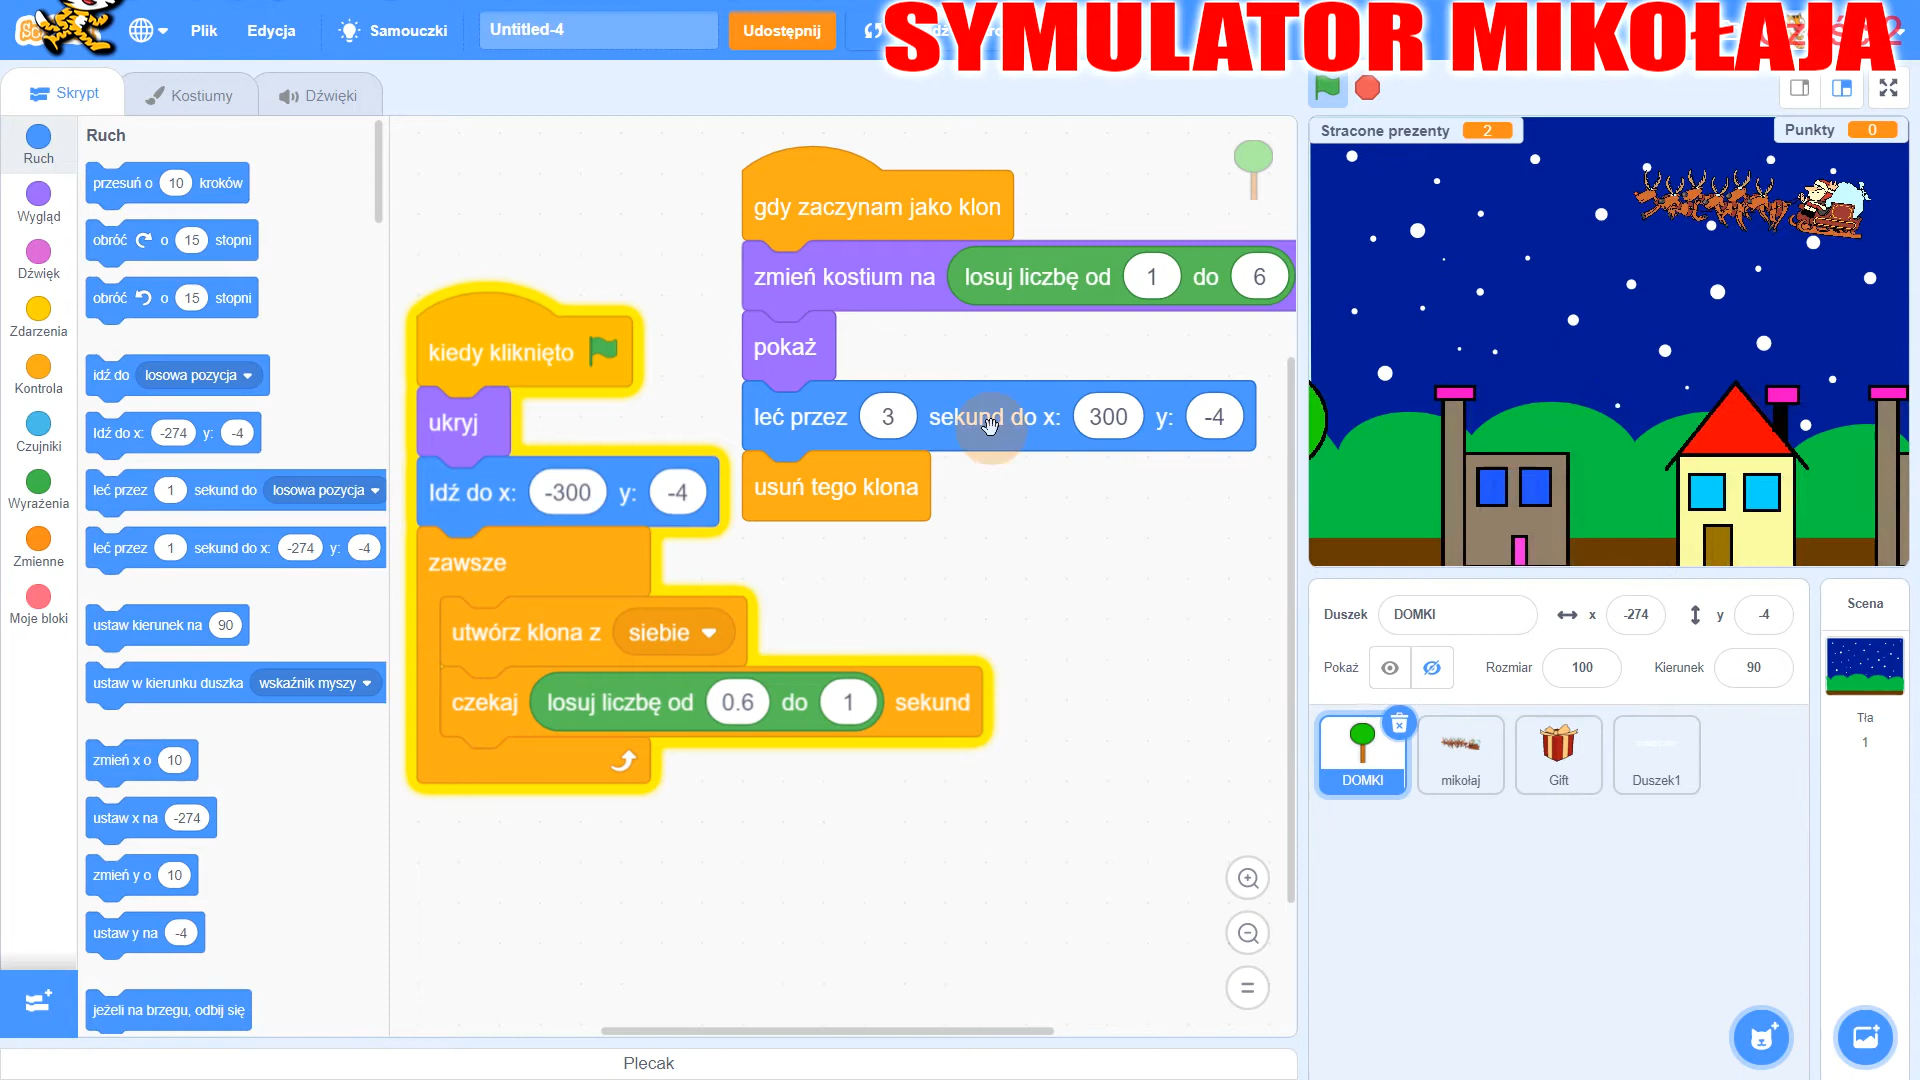 SYMULATOR MIKOŁAJA
Plik
Edycja
Samouczki
Untitled-4
Udostępnij
Skrypt
Kostiumy
Dźwięki
Ruch
Wygląd
Dźwięk
Zdarzenia
Kontrola
Czujniki
Wyrażenia
Zmienne
Moje bloki
Ruch
przesuń o 10 kroków
obróć o 15 stopni
obróć o 15 stopni
idź do losowa pozycja
Idź do x: -274 y: -4
leć przez 1 sekund do losowa pozycja
leć przez 1 sekund do x: -274 y: -4
ustaw kierunek na 90
ustaw w kierunku duszka wskaźnik myszy
zmień x o 10
ustaw x na -274
zmień y o 10
ustaw y na -4
jeżeli na brzegu, odbij się
kiedy kliknięto
ukryj
Idź do x: -300 y: -4
zawsze
utwórz klona z siebie
czekaj losuj liczbę od 0.6 do 1 sekund
gdy zaczynam jako klon
zmień kostium na losuj liczbę od 1 do 6
pokaż
leć przez 3 sekund do x: 300 y: -4
usuń tego klona
Plecak
Stracone prezenty 2
Punkty 0
Duszek DOMKI x -274 y -4
Pokaż Rozmiar 100 Kierunek 90
DOMKI
mikołaj
Gift
Duszek1
Scena
Tła
1